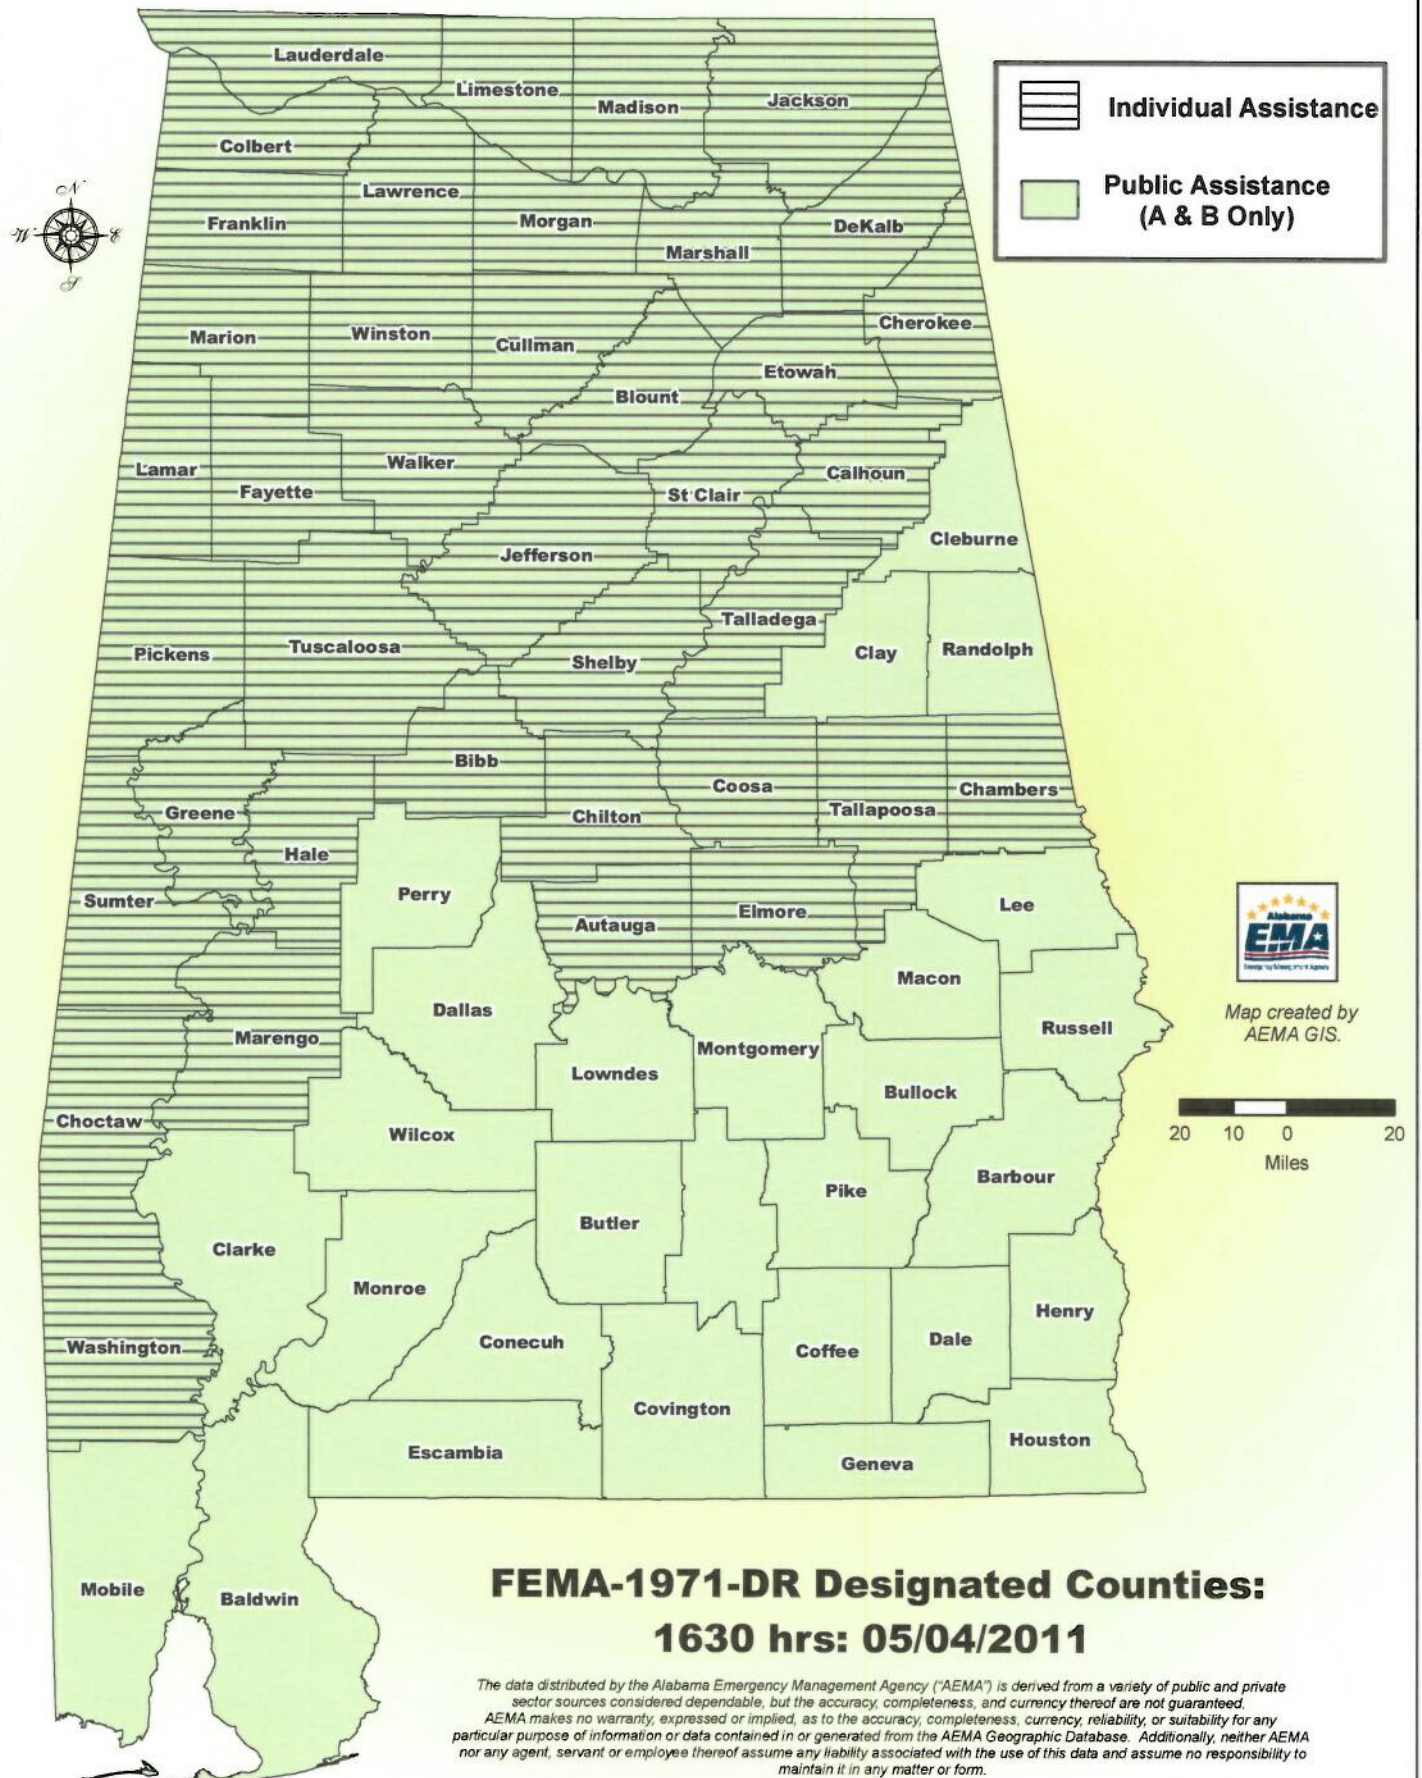 Lauderdale
Limestone
Madison
Jackson
Colbert
Lawrence
Franklin
Morgan
DeKalb
Marshall
Marion
Winston
Cullman
Cherokee
Etowah
Blount
Lamar
Walker
Fayette
St Clair
Calhoun
Cleburne
Jefferson
Talladega
Pickens
Tuscaloosa
Shelby
Clay
Randolph
Bibb
Coosa
Chambers
Greene
Chilton
Tallapoosa
Hale
Perry
Sumter
Autauga
Elmore
Lee
Macon
Dallas
Marengo
Montgomery
Russell
Lowndes
Bullock
Choctaw
Wilcox
Barbour
Pike
Butler
Clarke
Monroe
Henry
Washington
Conecuh
Coffee
Dale
Covington
Escambia
Geneva
Houston
Mobile
Baldwin
N
W
E
S
Individual Assistance
Public Assistance
(A & B Only)
Alabama
EMA
Map created by
AEMA GIS.
20 10 0 20
Miles
FEMA-1971-DR Designated Counties:
1630 hrs: 05/04/2011
The data distributed by the Alabama Emergency Management Agency ("AEMA") is derived from a variety of public and private
sector sources considered dependable, but the accuracy, completeness, and currency thereof are not guaranteed.
AEMA makes no warranty, expressed or implied, as to the accuracy, completeness, currency, reliability, or suitability for any
particular purpose of information or data contained in or generated from the AEMA Geographic Database. Additionally, neither AEMA
nor any agent, servant or employee thereof assume any liability associated with the use of this data and assume no responsibility to
maintain it in any matter or form.